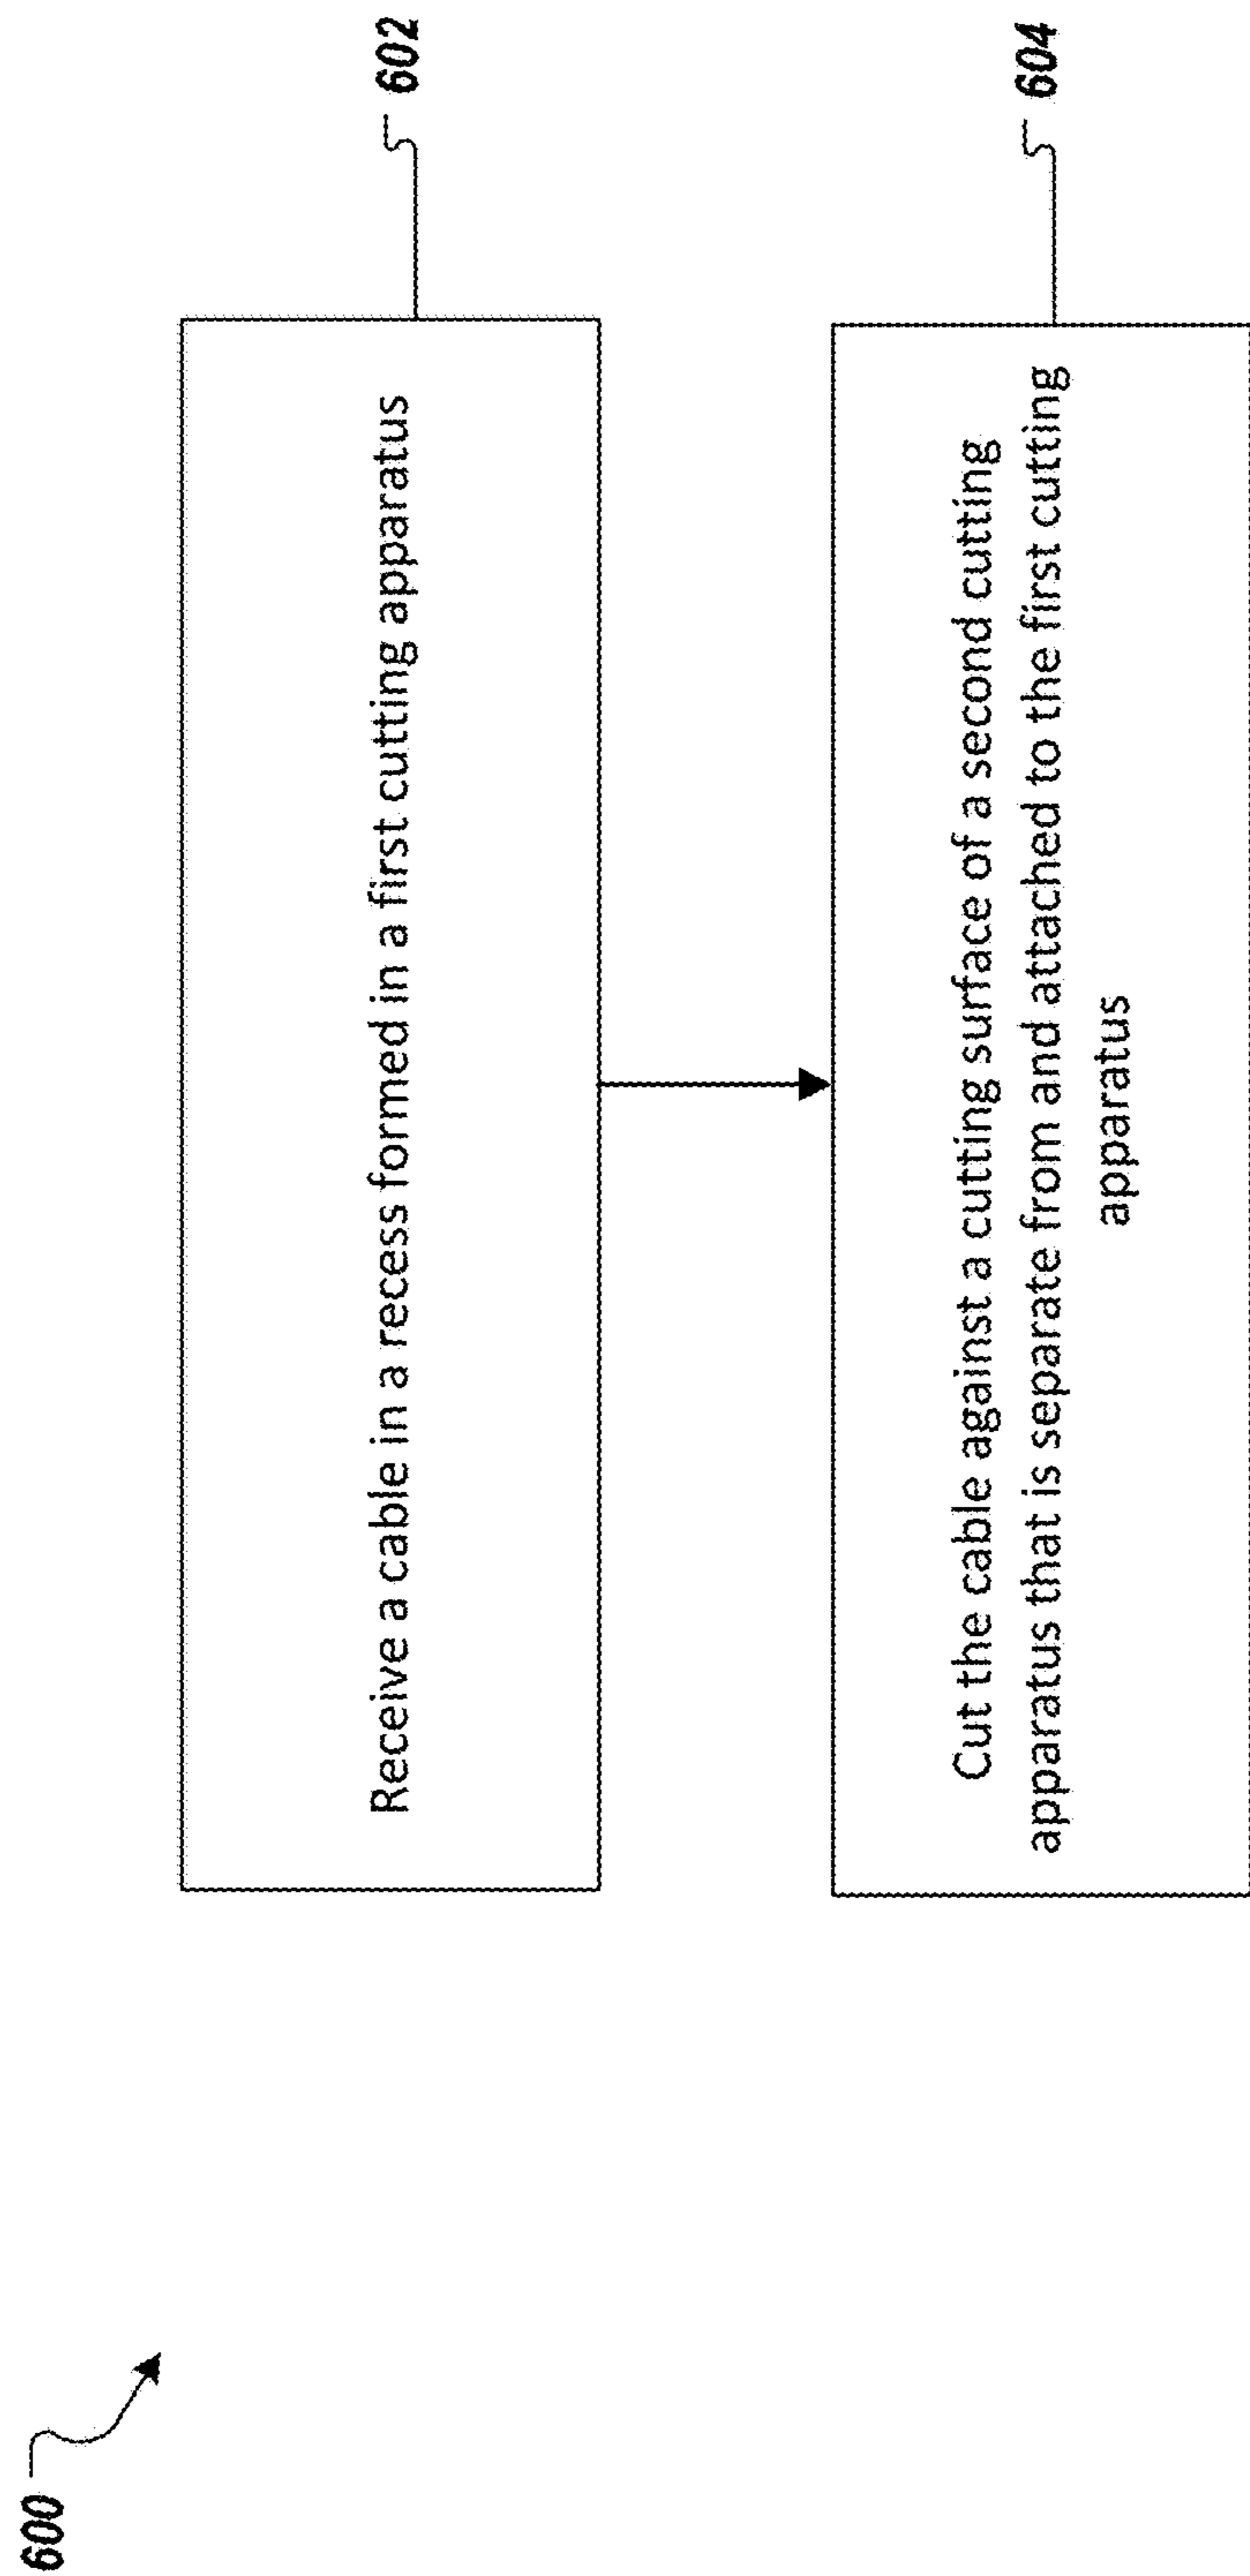 600
Receive a cable in a recess formed in a first cutting apparatus
602
Cut the cable against a cutting surface of a second cutting
apparatus that is separate from and attached to the first cutting
apparatus
604